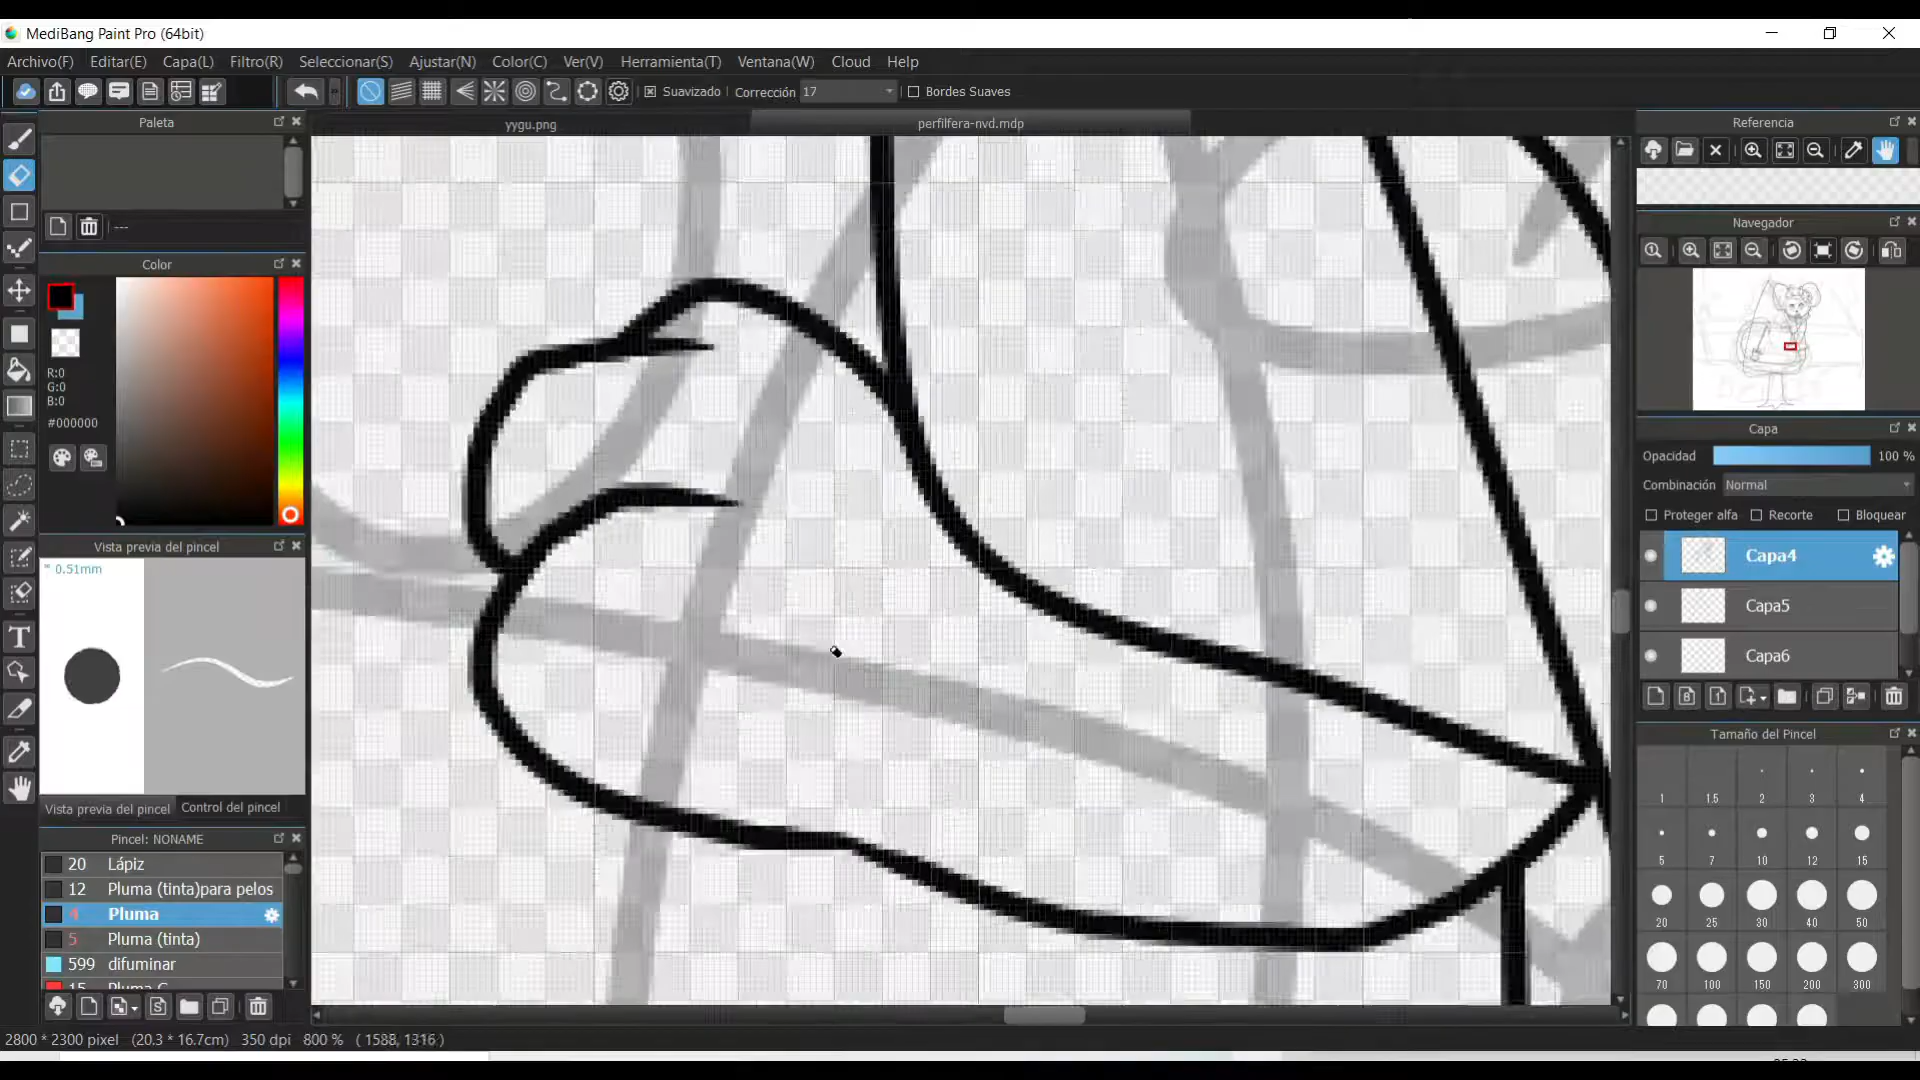 MediBang Paint Pro (64bit)
Archivo(F) Editar(E) Capa(L) Filtro(R) Seleccionar(S) Ajustar(N) Color(C) Ver(V) Herramienta(T) Ventana(W) Cloud Help
Suavizado Corrección 17 Bordes Suaves
Paleta
yygu.png
perfilfera-nvd.mdp
Referencia
---
Navegador
Color
R:0
G:0
B:0
#000000
Capa
Opacidad 100 %
Combinación Normal
Proteger alfa Recorte Bloquear
Capa4
Capa5
Capa6
Vista previa del pincel
* 0.51mm
Vista previa del pincel Control del pincel
Tamaño del Pincel
1 1.5 2 3 4
5 7 10 12 15
20 25 30 40 50
70 100 150 200 300
Pincel: NONAME
20 Lápiz
12 Pluma (tinta)para pelos
4 Pluma
5 Pluma (tinta)
599 difuminar
15 Pluma G
2800 * 2300 pixel (20.3 * 16.7cm) 350 dpi 800 % ( 1588, 1316 )